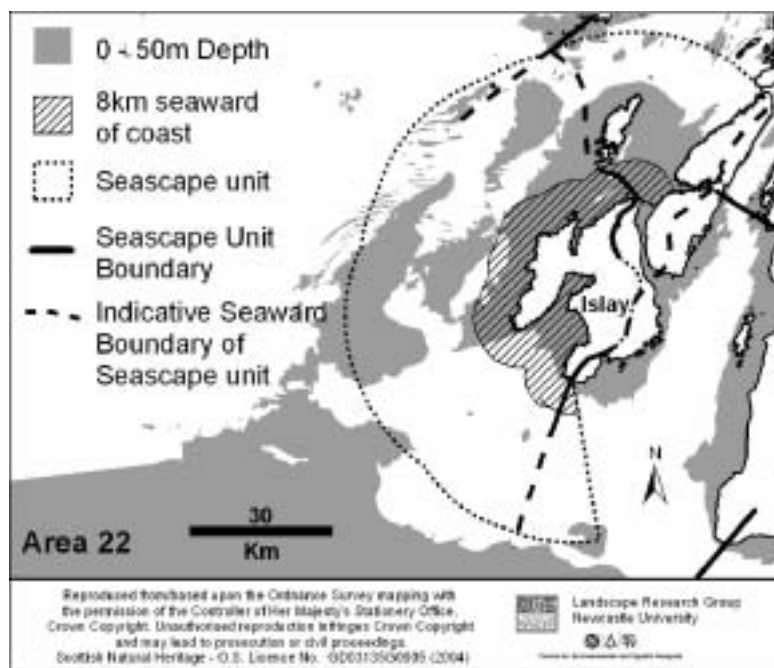 0 - 50m Depth
8km seaward
of coast
Seascape unit
Seascape Unit
Boundary
Indicative Seaward
Boundary of
Seascape unit
Islay
N
Area 22
30
Km
Reproduced from/based upon the Ordnance Survey mapping with
the permission of the Controller of Her Majesty's Stationery Office.
Crown Copyright. Unauthorised reproduction infringes Crown Copyright
and may lead to prosecution or civil proceedings.
Scottish Natural Heritage - O.S. Licence No. (2004)
Landscape Research Group
Newcastle University